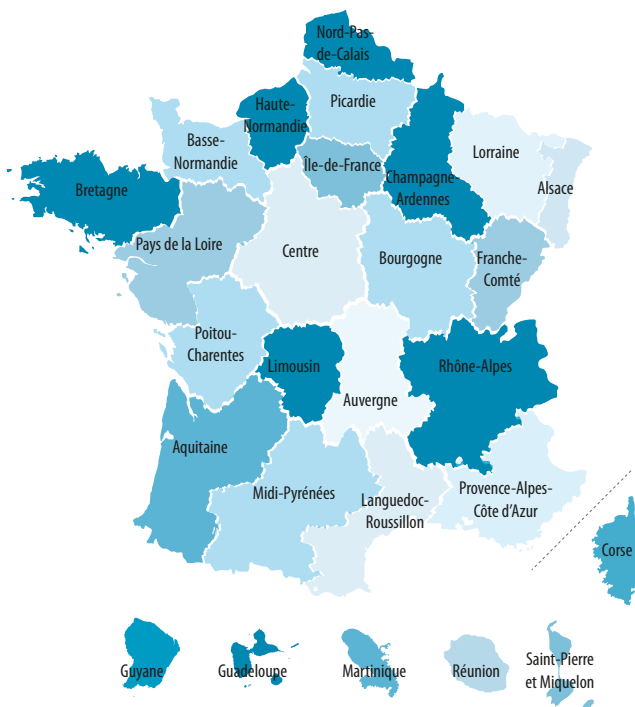 Nord-Pas-
de-Calais
Haute-
Normandie
Picardie
Basse-
Normandie
Île-de-France
Champagne-
Ardennes
Lorraine
Alsace
Bretagne
Pays de la Loire
Centre
Bourgogne
Franche-
Comté
Poitou-
Charentes
Limousin
Rhône-Alpes
Auvergne
Aquitaine
Midi-Pyrénées
Languedoc-
Roussillon
Provence-Alpes-
Côte d'Azur
Corse
Guyane
Guadeloupe
Martinique
Réunion
Saint-Pierre
et Miquelon